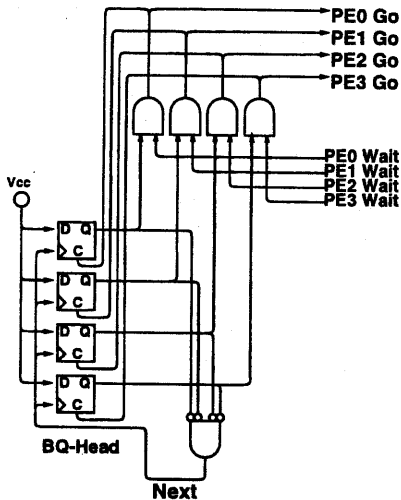 PE0 Go
PE1 Go
PE2 Go
PE3 Go
PE0 Wait
PE1 Wait
PE2 Wait
PE3 Wait
Vcc
D Q
C
D Q
C
D Q
C
D Q
C
BQ-Head
Next